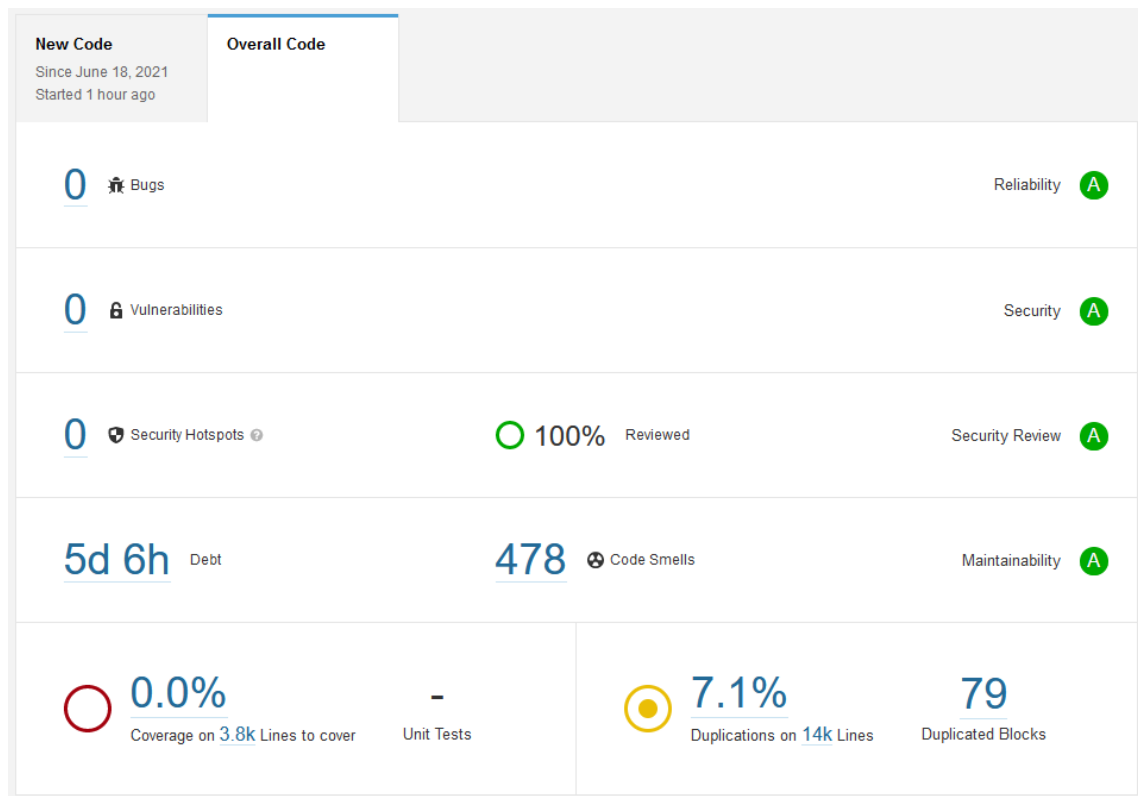 New Code
Since June 18, 2021
Started 1 hour ago
Overall Code
0 Bugs
Reliability A
0 Vulnerabilities
Security A
0 Security Hotspots ?
100% Reviewed
Security Review A
5d 6h Debt
478 Code Smells
Maintainability A
0.0%
Coverage on 3.8k Lines to cover
-
Unit Tests
7.1%
Duplications on 14k Lines
79
Duplicated Blocks